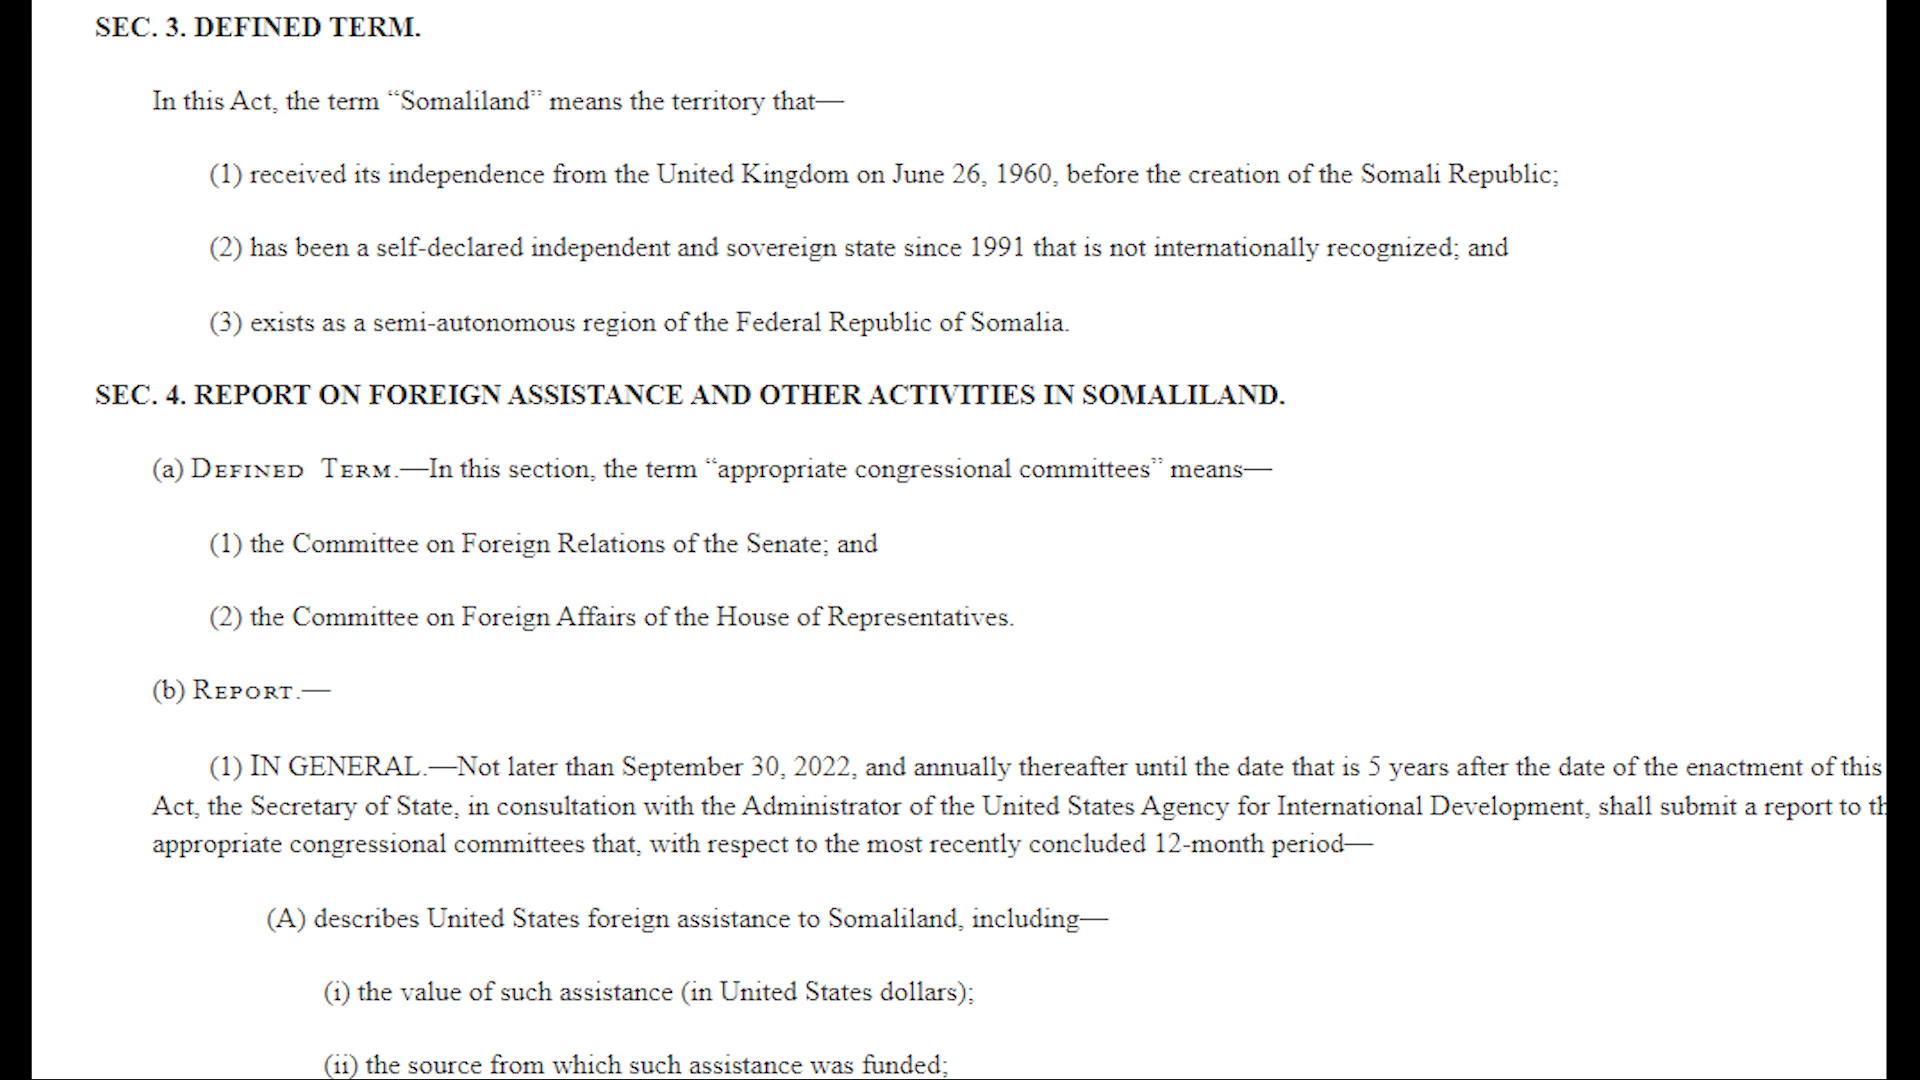 SEC. 3. DEFINED TERM.
In this Act, the term “Somaliland” means the territory that—
(1) received its independence from the United Kingdom on June 26, 1960, before the creation of the Somali Republic;
(2) has been a self-declared independent and sovereign state since 1991 that is not internationally recognized; and
(3) exists as a semi-autonomous region of the Federal Republic of Somalia.
SEC. 4. REPORT ON FOREIGN ASSISTANCE AND OTHER ACTIVITIES IN SOMALILAND.
(a) DEFINED TERM.—In this section, the term “appropriate congressional committees” means—
(1) the Committee on Foreign Relations of the Senate; and
(2) the Committee on Foreign Affairs of the House of Representatives.
(b) REPORT.—
(1) IN GENERAL.—Not later than September 30, 2022, and annually thereafter until the date that is 5 years after the date of the enactment of this
Act, the Secretary of State, in consultation with the Administrator of the United States Agency for International Development, shall submit a report to th
appropriate congressional committees that, with respect to the most recently concluded 12-month period—
(A) describes United States foreign assistance to Somaliland, including—
(i) the value of such assistance (in United States dollars);
(ii) the source from which such assistance was funded;